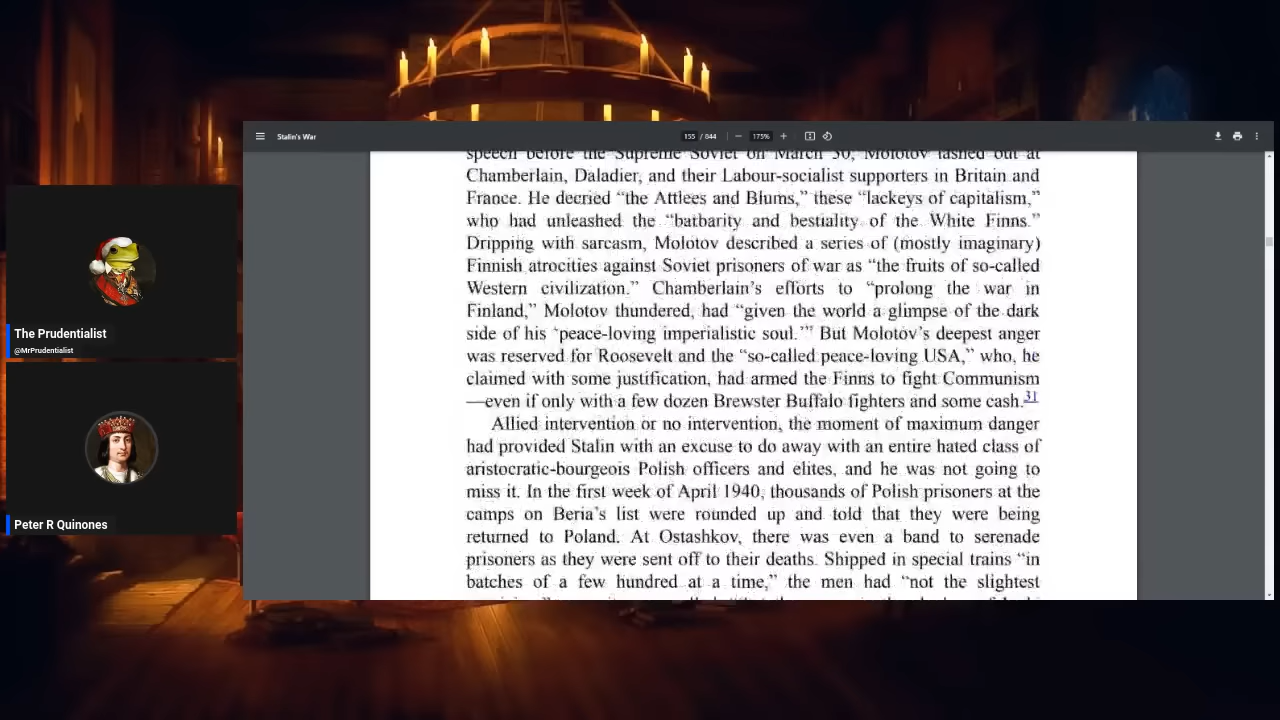 Stalin's War
155 / 844
175%
speech before the Supreme Soviet on March 30, Molotov lashed out at
Chamberlain, Daladier, and their Labour-socialist supporters in Britain and
France. He decried “the Attlees and Blums,” these “lackeys of capitalism,”
who had unleashed the “batbarity and bestiality of the White Finns.”
Dripping with sarcasm, Molotov described a series of (mostly imaginary)
Finnish atrocities against Soviet prisoners of war as “the fruits of so-called
Western civilization.” Chamberlain’s efforts to “prolong the war in
Finland,” Molotov thundered, had “given the world a glimpse of the dark
side of his ‘peace-loving imperialistic soul.’” But Molotov’s deepest anger
was reserved for Roosevelt and the “so-called peace-loving USA,” who, he
claimed with some justification, had armed the Finns to fight Communism
—even if only with a few dozen Brewster Buffalo fighters and some cash.31
Allied intervention or no intervention, the moment of maximum danger
had provided Stalin with an excuse to do away with an entire hated class of
aristocratic-bourgeois Polish officers and elites, and he was not going to
miss it. In the first week of April 1940, thousands of Polish prisoners at the
camps on Beria’s list were rounded up and told that they were being
returned to Poland. At Ostashkov, there was even a band to serenade
prisoners as they were sent off to their deaths. Shipped in special trains “in
batches of a few hundred at a time,” the men had “not the slightest
The Prudentialist
@MrPrudentialist
Peter R Quinones